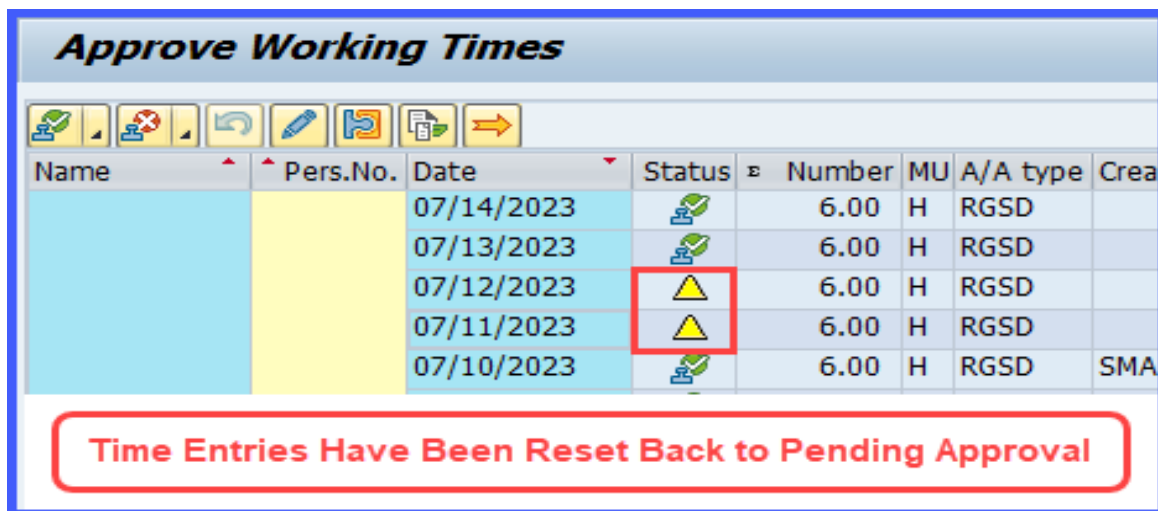 Approve Working Times
Name Pers.No. Date Status Σ Number MU A/A type Crea
07/14/2023 6.00 H RGSD
07/13/2023 6.00 H RGSD
07/12/2023 6.00 H RGSD
07/11/2023 6.00 H RGSD
07/10/2023 6.00 H RGSD SMA
Time Entries Have Been Reset Back to Pending Approval